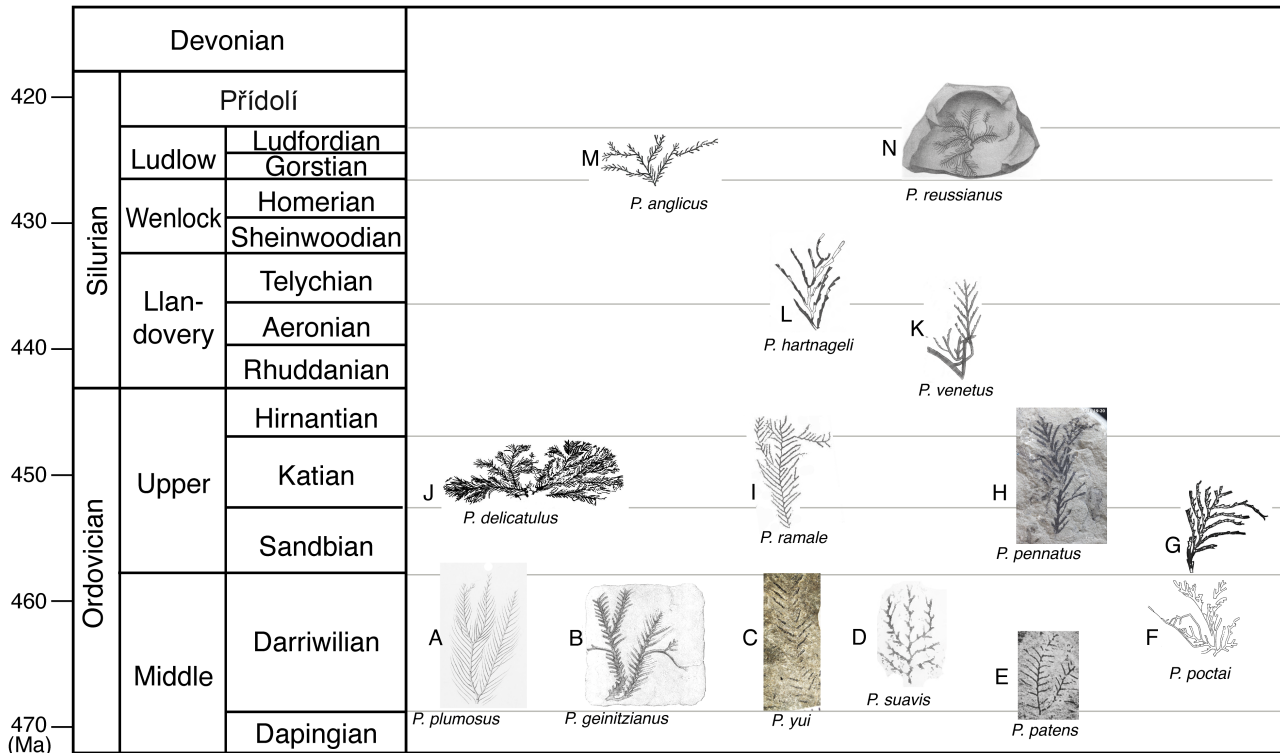 Devonian
420
Přídolí
Ludfordian
Ludlow
Gorstian
M
N
P. anglicus
P. reussianus
Homerian
Wenlock
430
Sheinwoodian
Silurian
Telychian
Llan-
dovery
L
K
Aeronian
P. hartnageli
440
Rhuddanian
P. venetus
Hirnantian
450
Katian
Upper
J
I
H
P. delicatulus
P. ramale
P. pennatus
G
Sandbian
Ordovician
460
Darriwilian
A
B
C
D
E
F
P. poctai
Middle
P. suavis
P. plumosus
P. geinitzianus
P. yui
P. patens
470
Dapingian
(Ma)